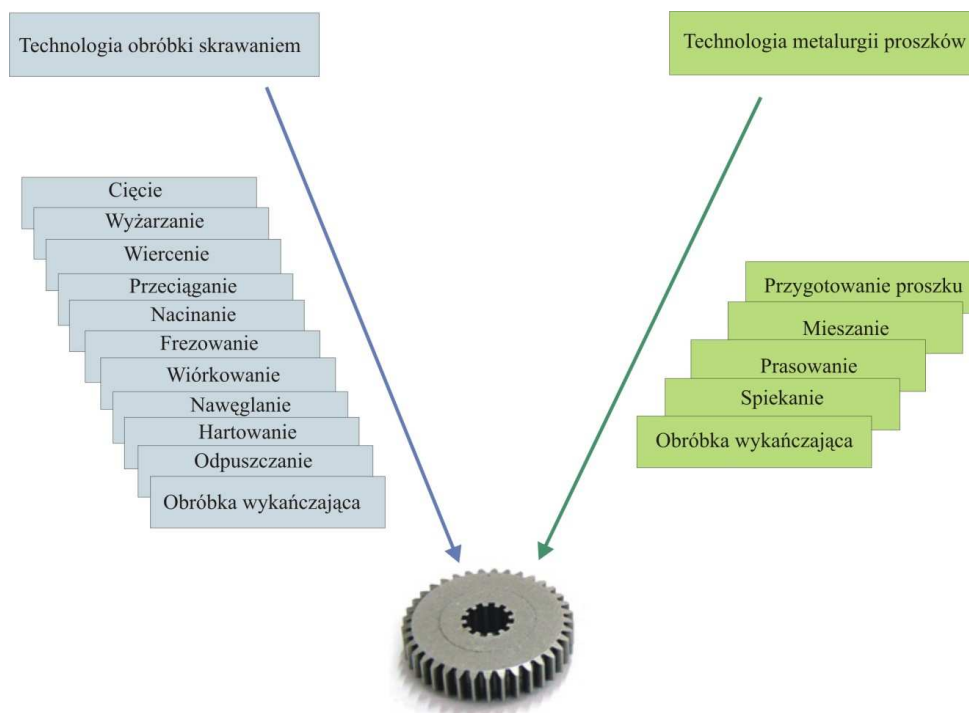 Technologia obróbki skrawaniem
Technologia metalurgii proszków
Cięcie
Wyżarzanie
Wiercenie
Przeciąganie
Nacinanie
Frezowanie
Wiórkowanie
Nawęglanie
Hartowanie
Odpuszczanie
Obróbka wykańczająca
Przygotowanie proszku
Mieszanie
Prasowanie
Spiekanie
Obróbka wykańczająca